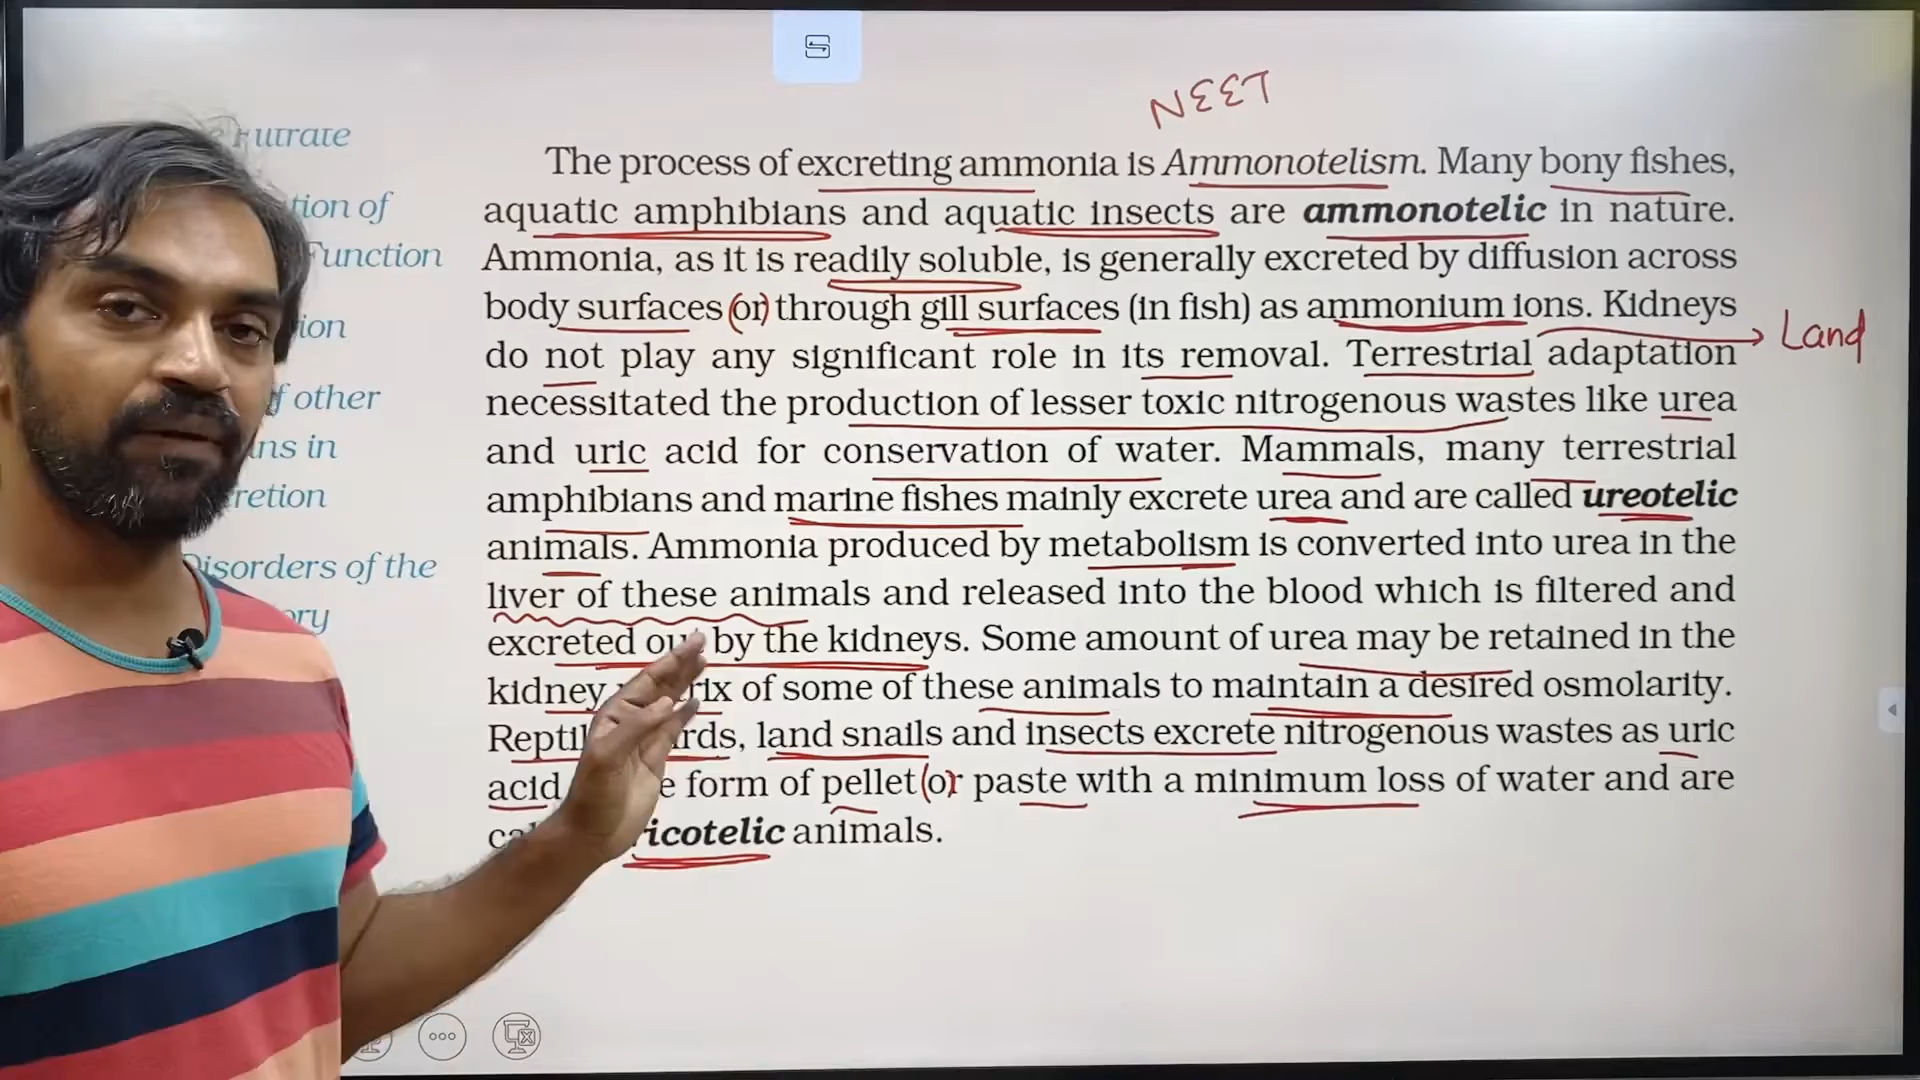 NEET
The process of excreting ammonia is Ammonotelism. Many bony fishes,
aquatic amphibians and aquatic insects are ammonotelic in nature.
Ammonia, as it is readily soluble, is generally excreted by diffusion across
body surfaces or through gill surfaces (in fish) as ammonium ions. Kidneys
Land
do not play any significant role in its removal. Terrestrial adaptation
necessitated the production of lesser toxic nitrogenous wastes like urea
and uric acid for conservation of water. Mammals, many terrestrial
amphibians and marine fishes mainly excrete urea and are called ureotelic
animals. Ammonia produced by metabolism is converted into urea in the
liver of these animals and released into the blood which is filtered and
excreted out by the kidneys. Some amount of urea may be retained in the
kidney of some of these animals to maintain a desired osmolarity.
land snails and insects excrete nitrogenous wastes as uric
acid form of pellet or paste with a minimum loss of water and are
animals.
tion of
Function
of other
Disorders of the